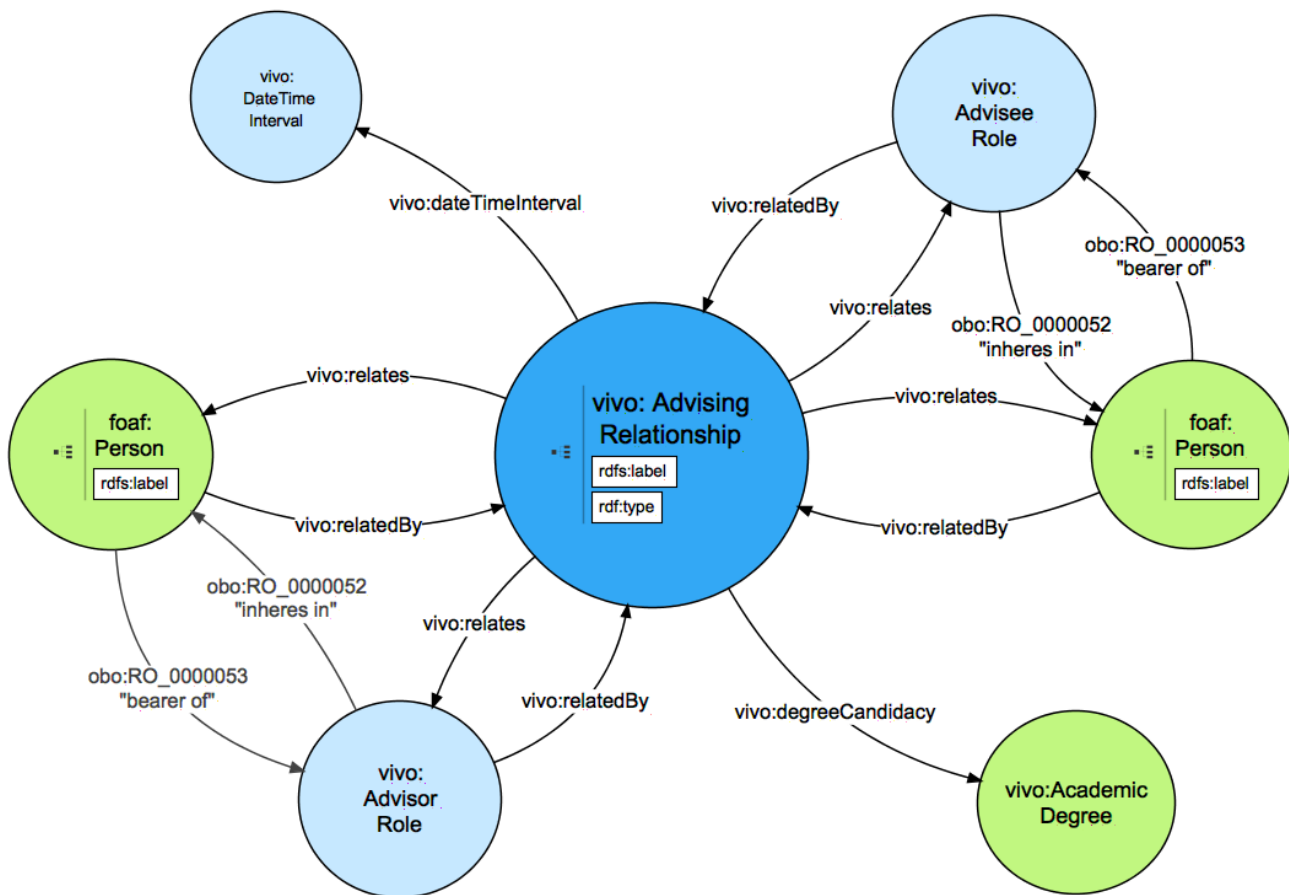 vivo:
DateTime
Interval
vivo:
Advisee
Role
vivo:dateTimeInterval
vivo:relatedBy
obo:RO_0000053
"bearer of"
vivo:relates
obo:RO_0000052
"inheres in"
vivo:relates
vivo: Advising
Relationship
rdfs:label
rdf:type
vivo:relates
foaf:
Person
rdfs:label
foaf:
Person
rdfs:label
vivo:relatedBy
vivo:relatedBy
obo:RO_0000052
"inheres in"
vivo:relates
obo:RO_0000053
"bearer of"
vivo:relatedBy
vivo:degreeCandidacy
vivo:
Advisor
Role
vivo:Academic
Degree